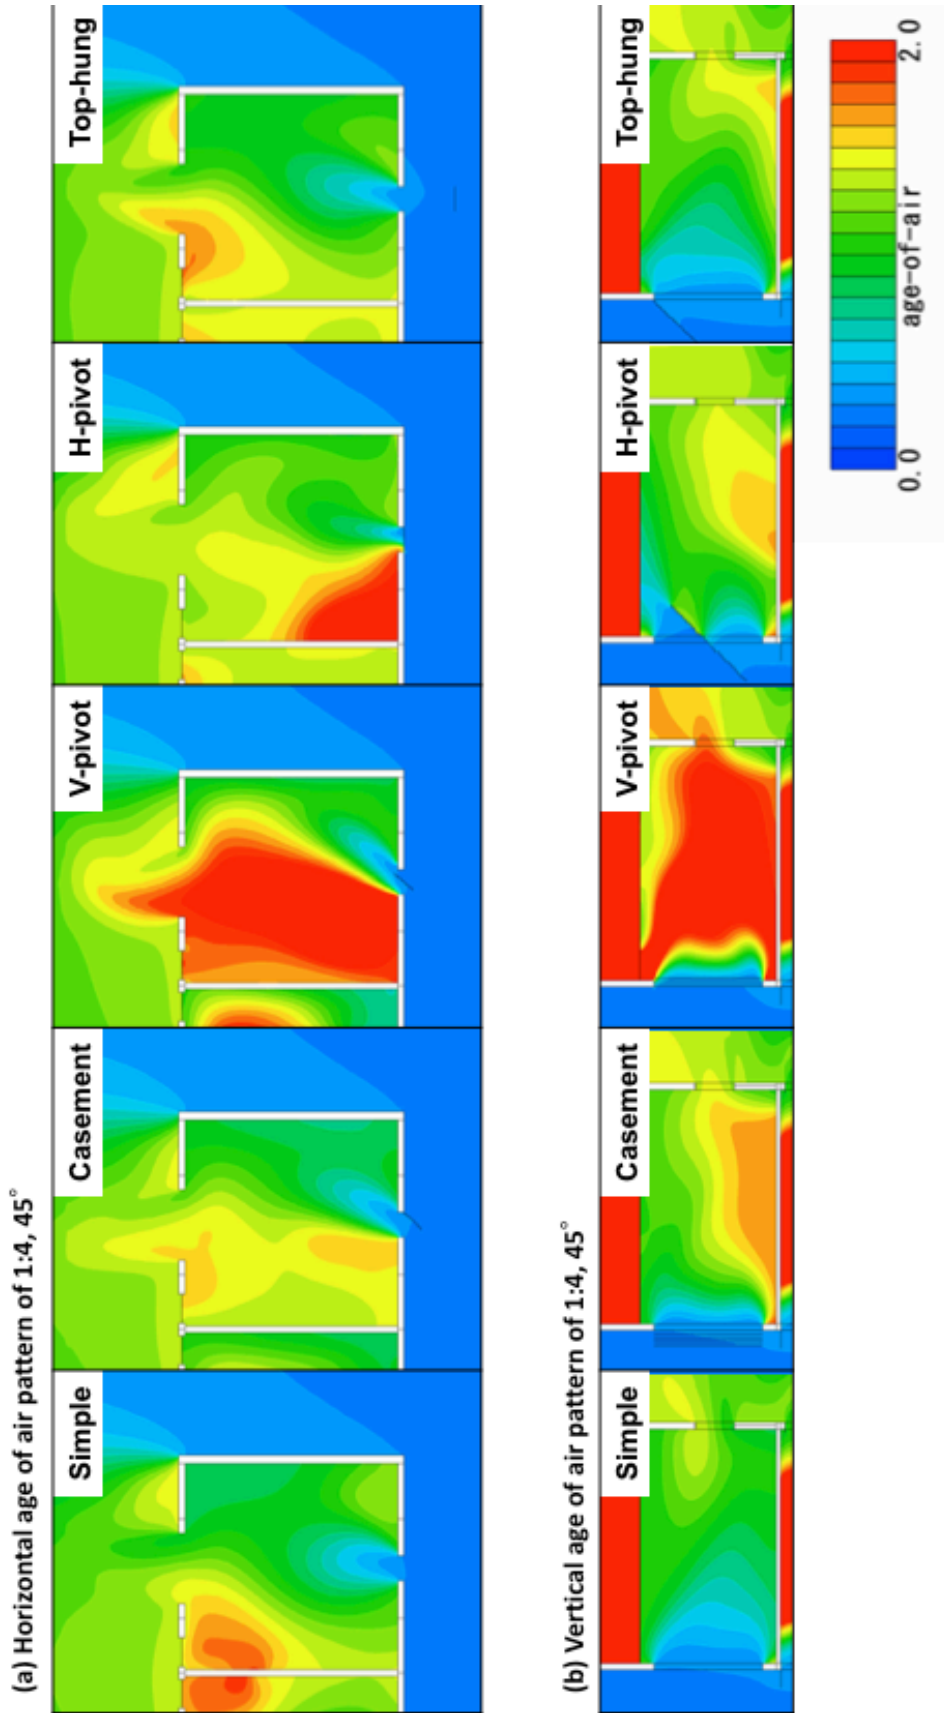 (a) Horizontal age of air pattern of 1:4, 45°
Simple
Casement
V-pivot
H-pivot
Top-hung
(b) Vertical age of air pattern of 1:4, 45°
Simple
Casement
V-pivot
H-pivot
Top-hung
0.0
age-of-air
2.0